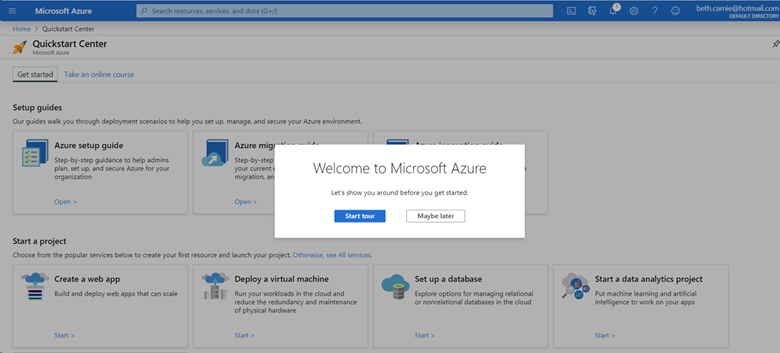 Microsoft Azure
Search resources, services, and docs (G+/)
1
beth.carnie@hotmail.com
DEFAULT DIRECTORY
Home > Quickstart Center
Quickstart Center
Microsoft Azure
Get started
Take an online course
Setup guides
Our guides walk you through deployment scenarios to help you set up, manage, and secure your Azure environment.
Azure setup guide
Step-by-step guidance to help admins
plan, set up, and secure Azure for your
organization
Open >
Azure
Step-by-step
your current
migration, an
Open >
Welcome to Microsoft Azure
Let's show you around before you get started.
Start tour
Maybe later
Start a project
Choose from the popular services below to create your first resource and launch your project. Otherwise, see All services.
Create a web app
Build and deploy web apps that can scale
Start >
Deploy a virtual machine
Run your workloads in the cloud and
reduce the redundancy and maintenance
of physical hardware
Start >
Set up a database
Explore options for managing relational
or nonrelational databases in the cloud
Start >
Start a data analytics project
Put machine learning and artificial
intelligence to work on your apps
Start >